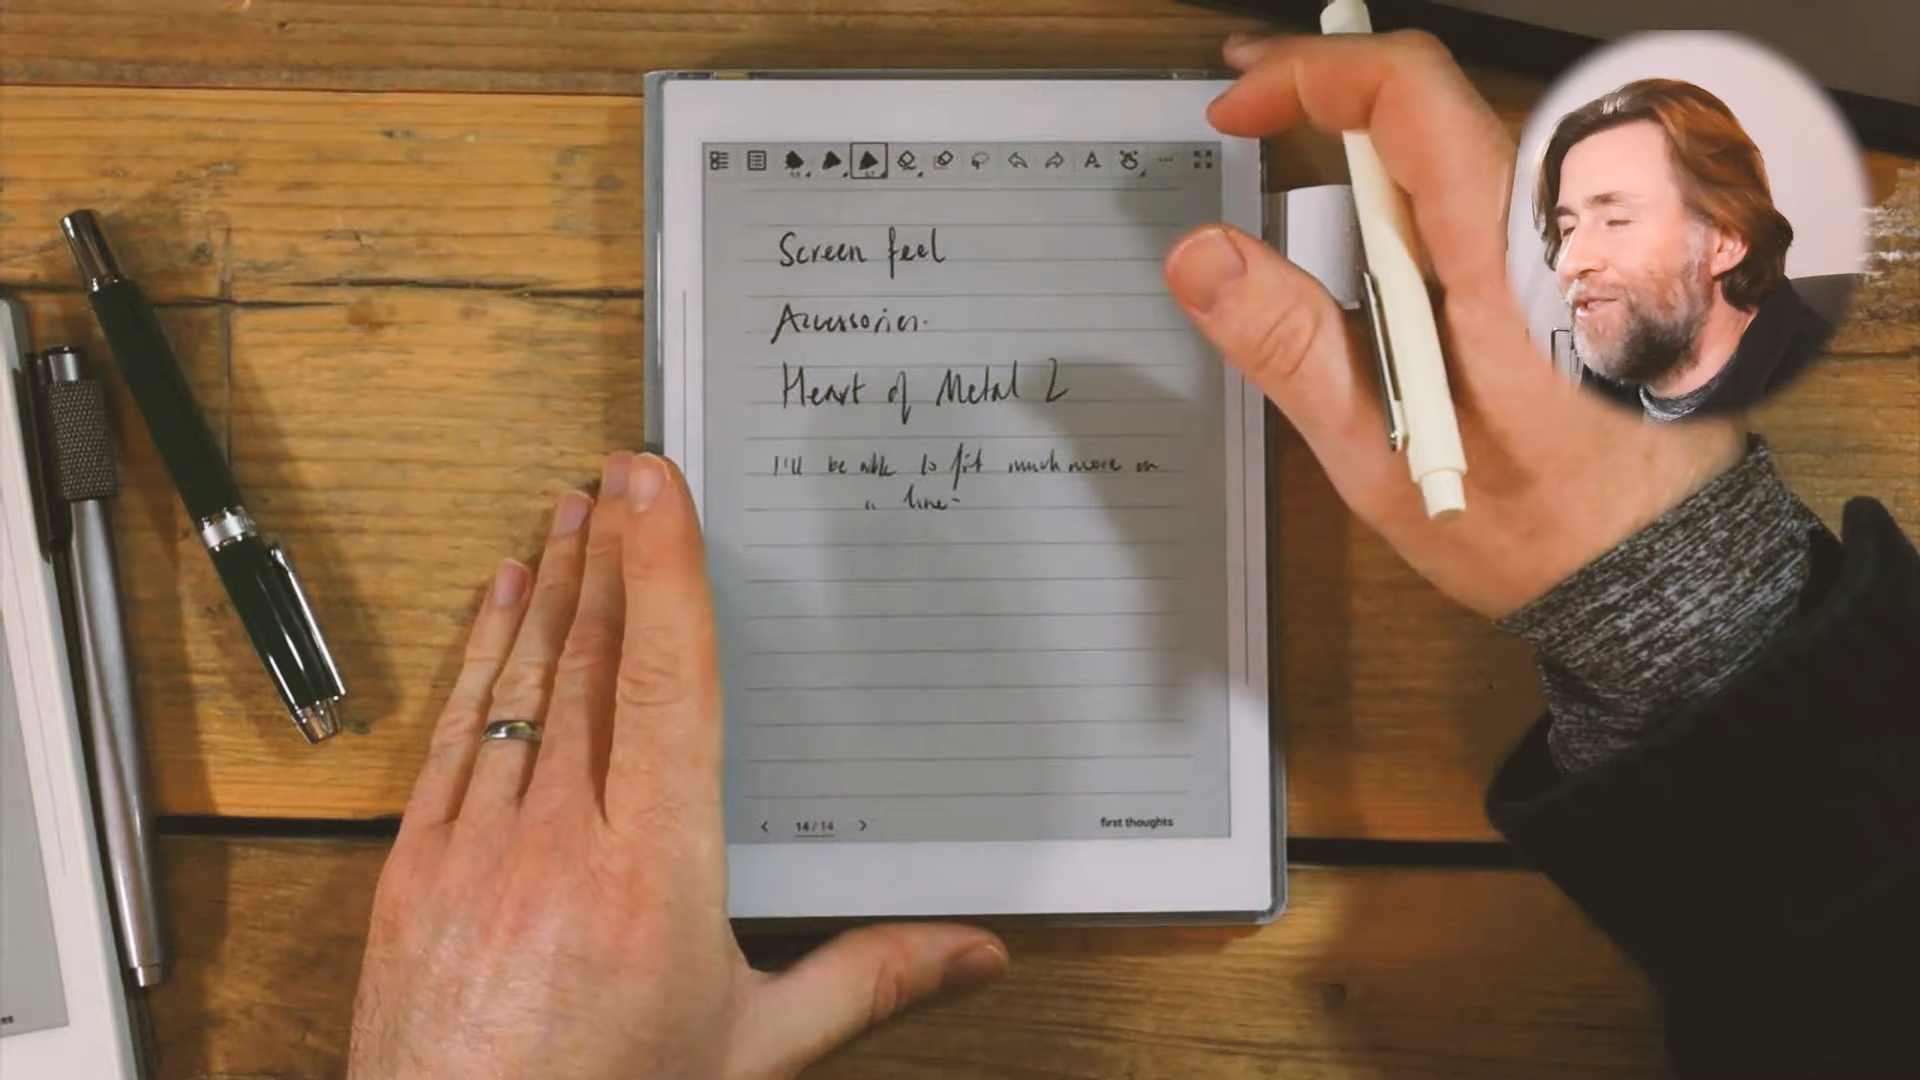 Screen feel
Accessories.
Heart of Metal 2
I'll be able to fit much more on
a line-
14 / 14
first thoughts